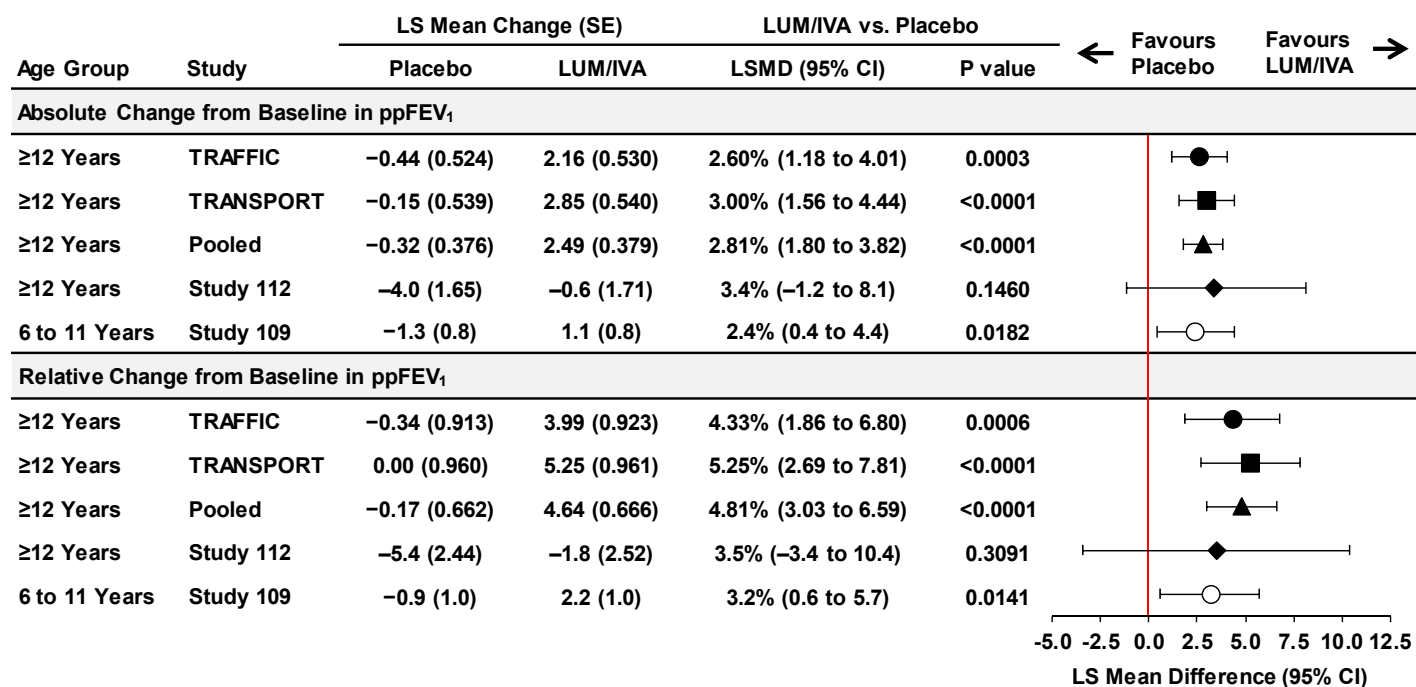 LS Mean Change (SE) LUM/IVA vs. Placebo
Age Group Study Placebo LUM/IVA LSMD (95% CI) P value Favours Placebo Favours LUM/IVA
Absolute Change from Baseline in ppFEV₁
≥12 Years TRAFFIC −0.44 (0.524) 2.16 (0.530) 2.60% (1.18 to 4.01) 0.0003
≥12 Years TRANSPORT −0.15 (0.539) 2.85 (0.540) 3.00% (1.56 to 4.44) <0.0001
≥12 Years Pooled −0.32 (0.376) 2.49 (0.379) 2.81% (1.80 to 3.82) <0.0001
≥12 Years Study 112 –4.0 (1.65) –0.6 (1.71) 3.4% (–1.2 to 8.1) 0.1460
6 to 11 Years Study 109 −1.3 (0.8) 1.1 (0.8) 2.4% (0.4 to 4.4) 0.0182
Relative Change from Baseline in ppFEV₁
≥12 Years TRAFFIC −0.34 (0.913) 3.99 (0.923) 4.33% (1.86 to 6.80) 0.0006
≥12 Years TRANSPORT 0.00 (0.960) 5.25 (0.961) 5.25% (2.69 to 7.81) <0.0001
≥12 Years Pooled −0.17 (0.662) 4.64 (0.666) 4.81% (3.03 to 6.59) <0.0001
≥12 Years Study 112 –5.4 (2.44) –1.8 (2.52) 3.5% (–3.4 to 10.4) 0.3091
6 to 11 Years Study 109 −0.9 (1.0) 2.2 (1.0) 3.2% (0.6 to 5.7) 0.0141
-5.0 -2.5 0.0 2.5 5.0 7.5 10.0 12.5
LS Mean Difference (95% CI)